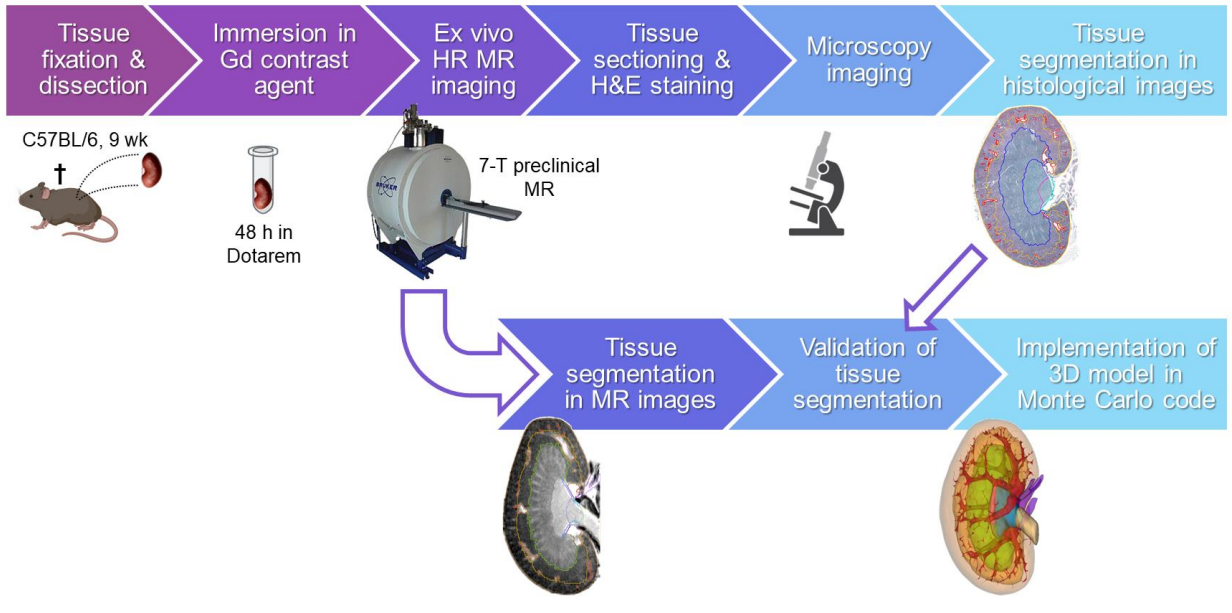 Tissue
fixation &
dissection
Immersion in
Gd contrast
agent
Ex vivo
HR MR
imaging
Tissue
sectioning &
H&E staining
Microscopy
imaging
Tissue
segmentation in
histological images
C57BL/6, 9 wk
†
48 h in
Dotarem
BRUKER
7-T preclinical
MR
Tissue
segmentation
in MR images
Validation of
tissue
segmentation
Implementation of
3D model in
Monte Carlo code